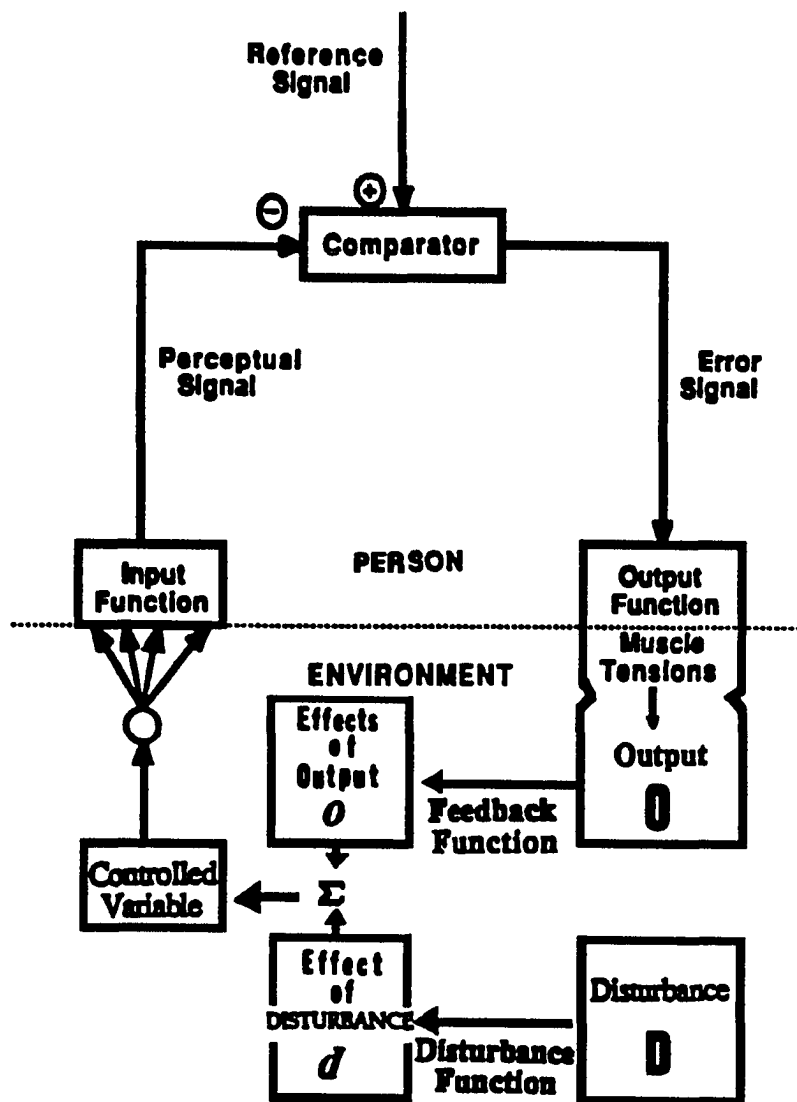 Reference
Signal
−
+
Comparator
Perceptual
Signal
Error
Signal
Input
Function
PERSON
Output
Function
Muscle
Tensions
ENVIRONMENT
Effects
of
Output
O
Feedback
Function
Output
O
Controlled
Variable
Σ
Effect
of
DISTURBANCE
d
Disturbance
Function
Disturbance
D